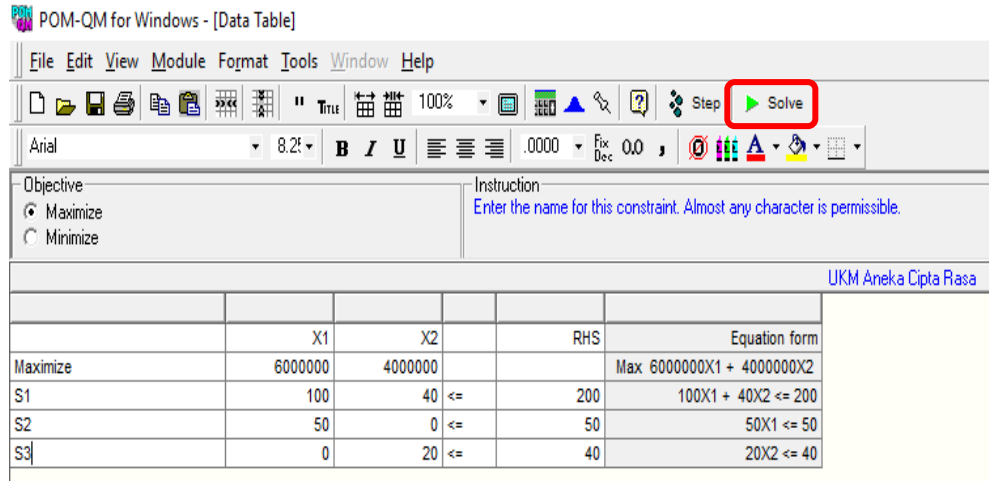 POM-QM for Windows - [Data Table]
File Edit View Module Format Tools Window Help
TITLE 100% Step Solve
Arial 8.25 B I U .0000 Fix Dec 0.0 , A
Objective
Maximize
Minimize
Instruction
Enter the name for this constraint. Almost any character is permissible.
UKM Aneka Cipta Rasa
X1 X2 RHS Equation form
Maximize 6000000 4000000 Max 6000000X1 + 4000000X2
S1 100 40 <= 200 100X1 + 40X2 <= 200
S2 50 0 <= 50 50X1 <= 50
S3 0 20 <= 40 20X2 <= 40